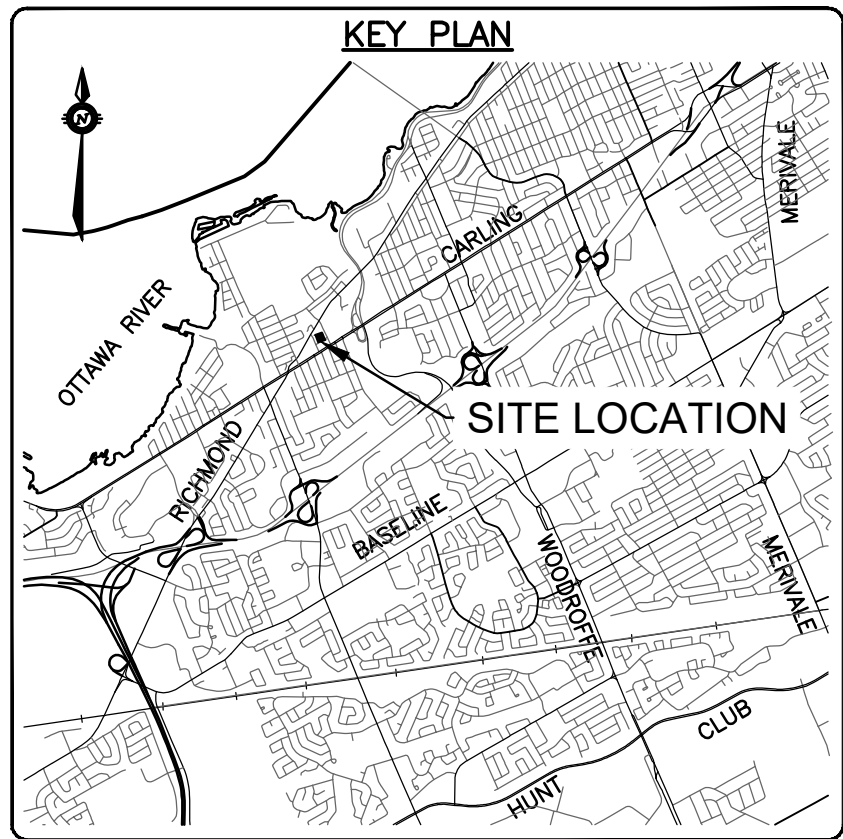 KEY PLAN
N
MERIVALE
CARLING
OTTAWA RIVER
SITE LOCATION
RICHMOND
BASELINE
WOODROFFE
MERIVALE
CLUB
HUNT